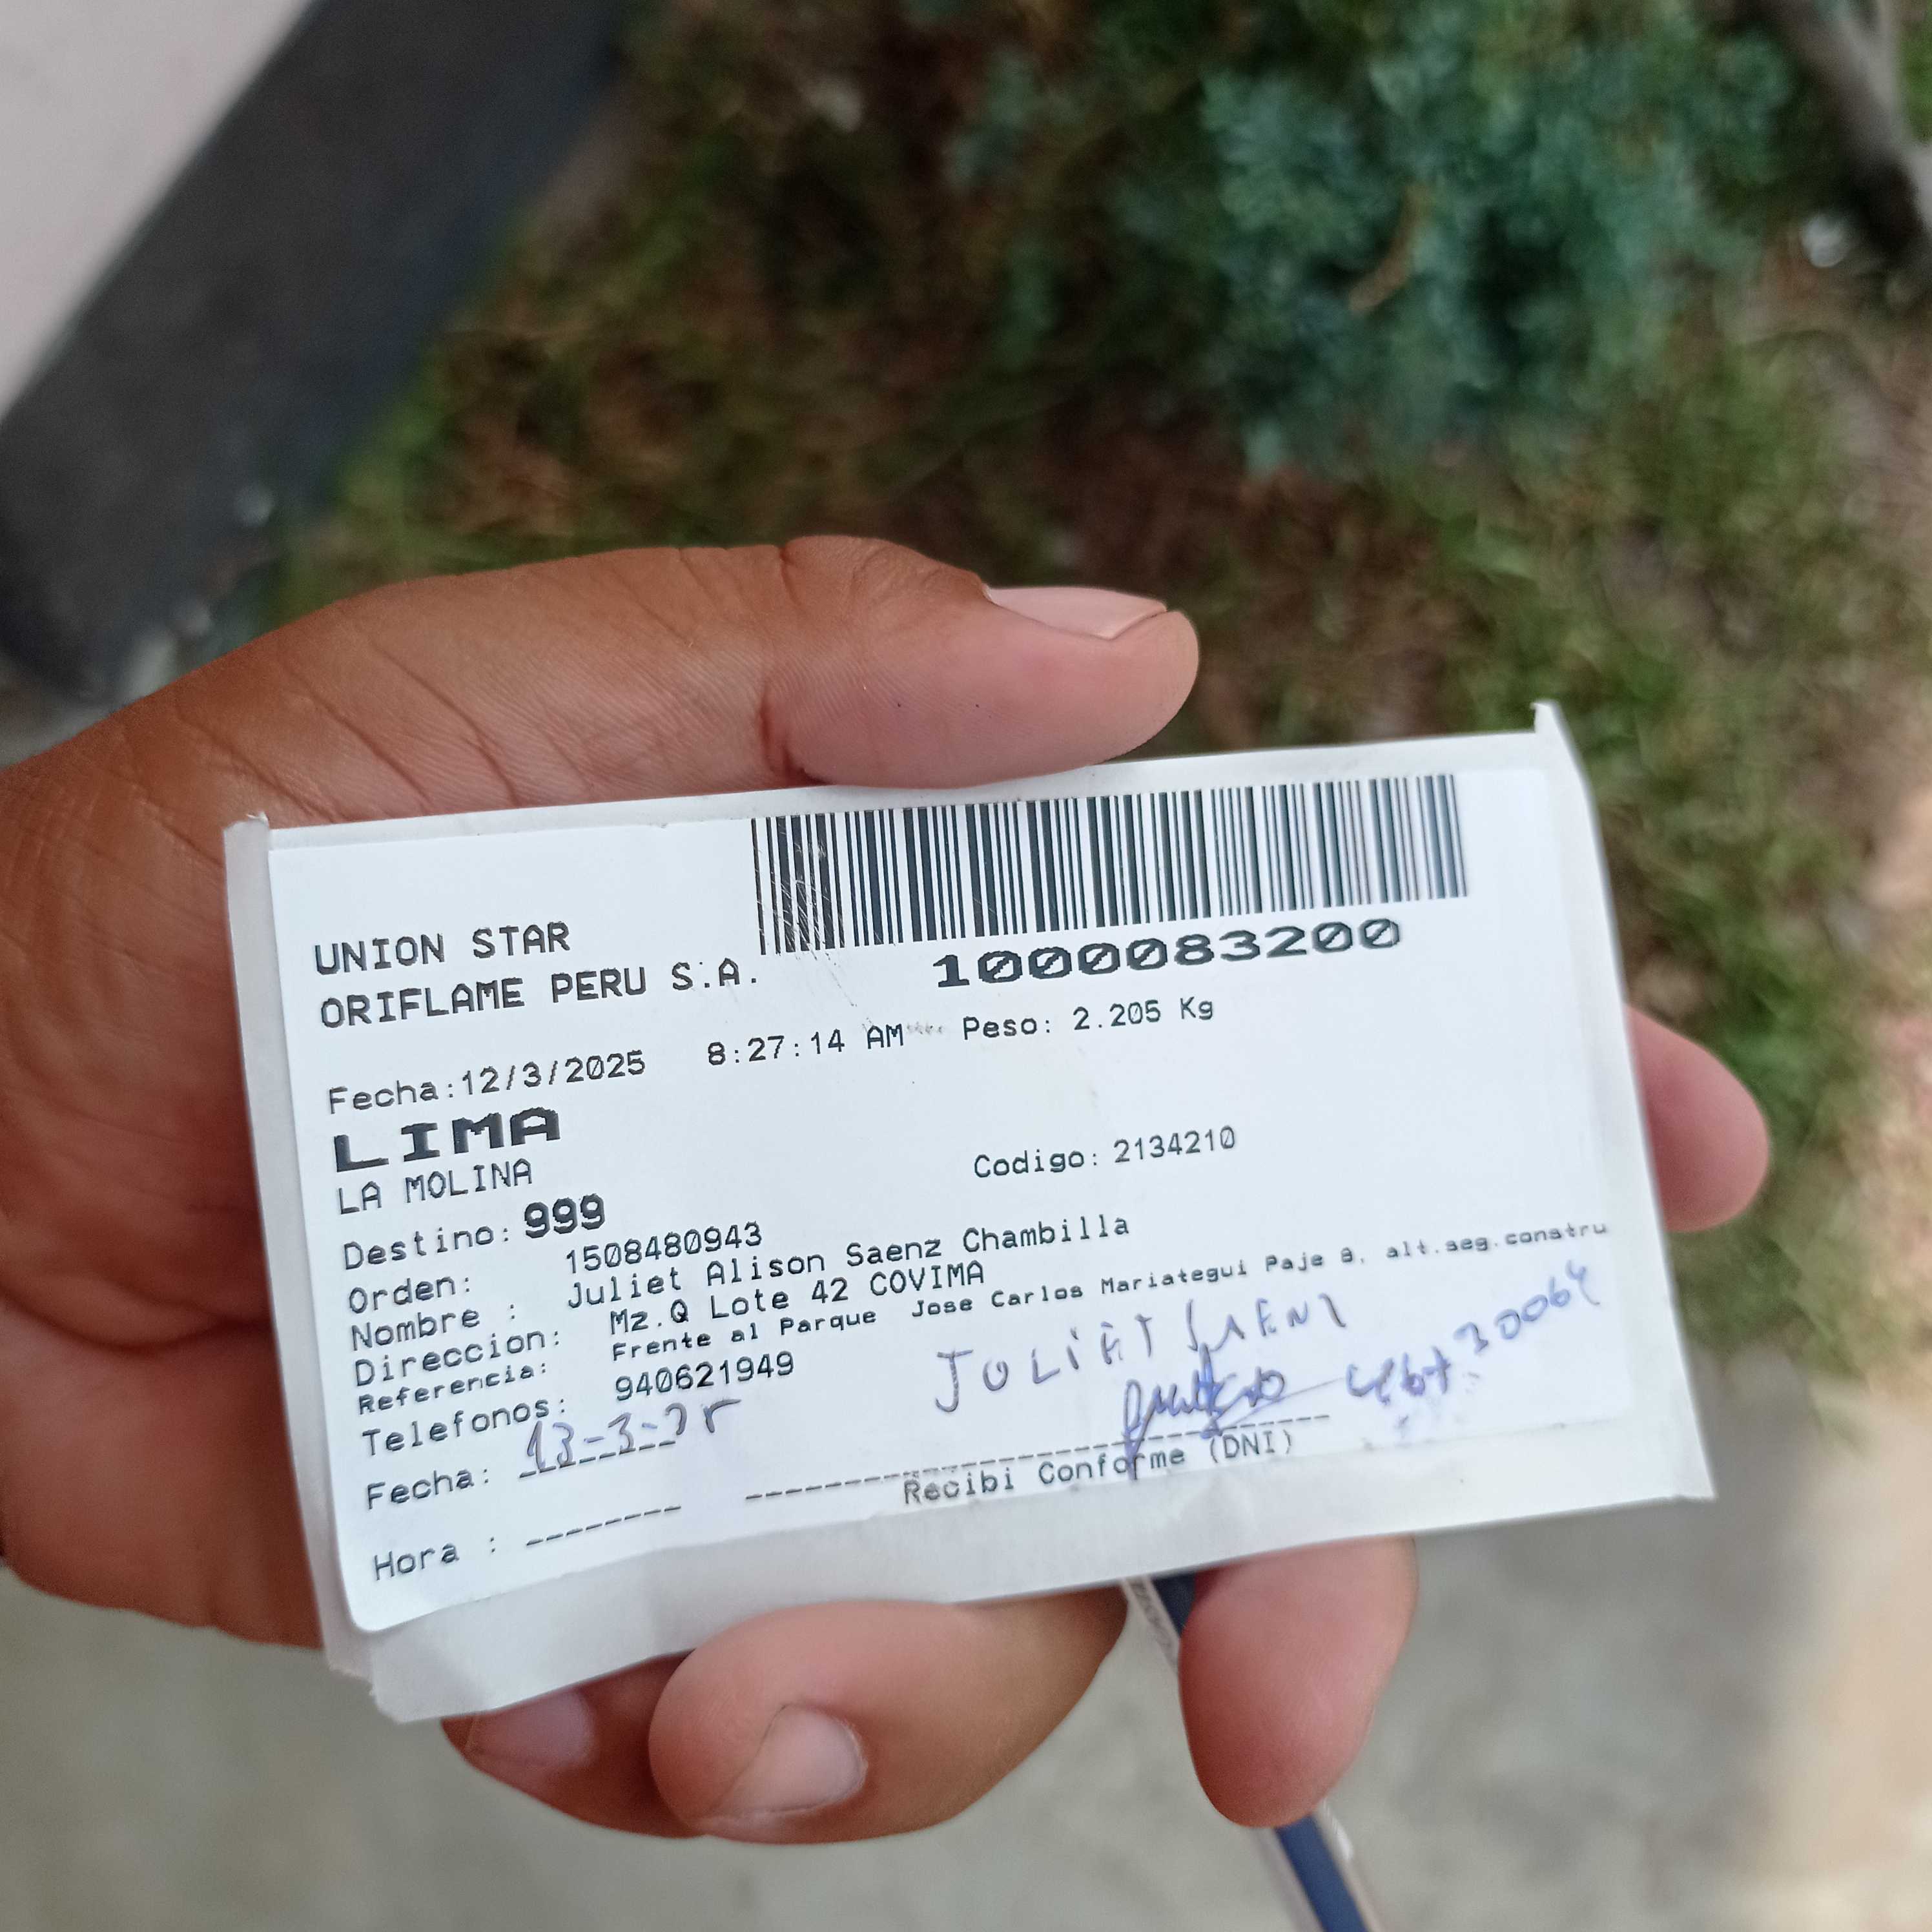 UNION STAR
ORIFLAME PERU S.A.
1000083200
Fecha:12/3/2025 8:27:14 AM Peso: 2.205 Kg
LIMA
LA MOLINA
Codigo: 2134210
Destino: 999
Orden: 1508480943
Nombre : Juliet Alison Saenz Chambilla
Direccion: Mz.Q Lote 42 COVIMA
Referencia: Frente al Parque Jose Carlos Mariategui Paje 8, alt.seg.constru
Telefonos: 940621949
JULIET SAENZ
Fecha: 13-3-25
Recibi Conforme (DNI)
Hora :